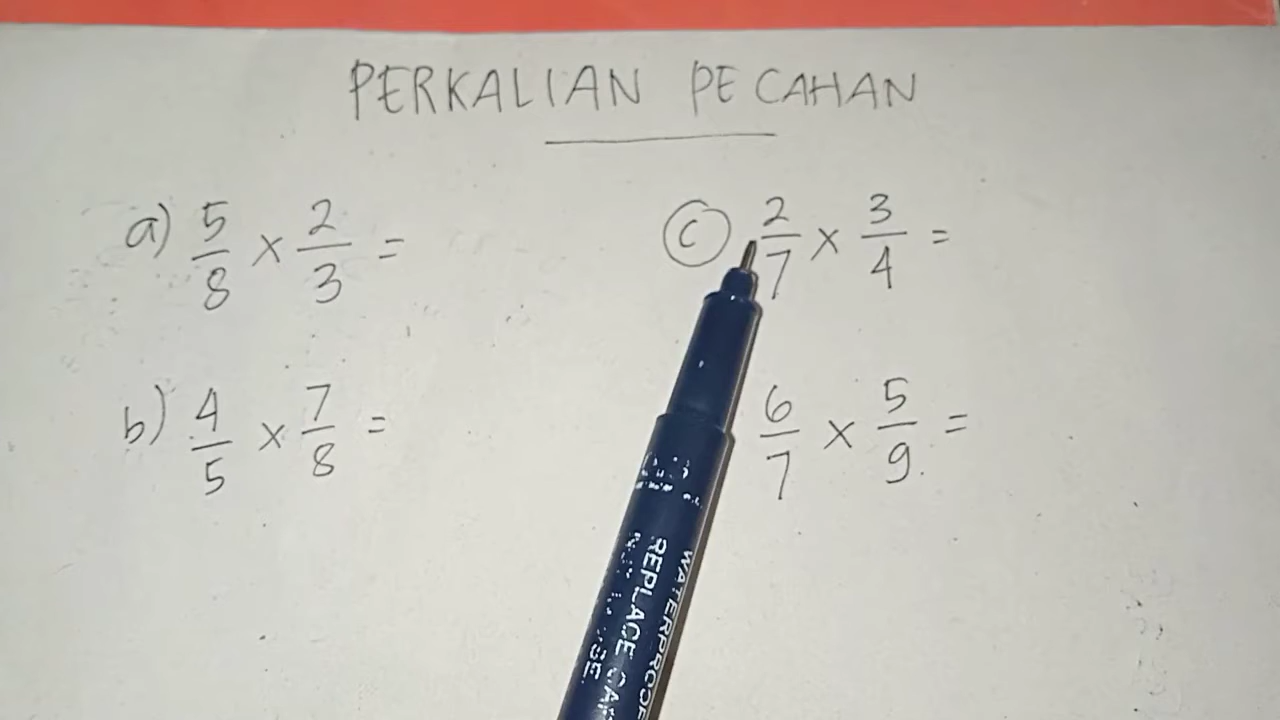 PERKALIAN PECAHAN
a) 5/8 × 2/3 =
b) 4/5 × 7/8 =
c 2/7 × 3/4 =
6/7 × 5/9 =
WATERPROOF
REPLACE CAP